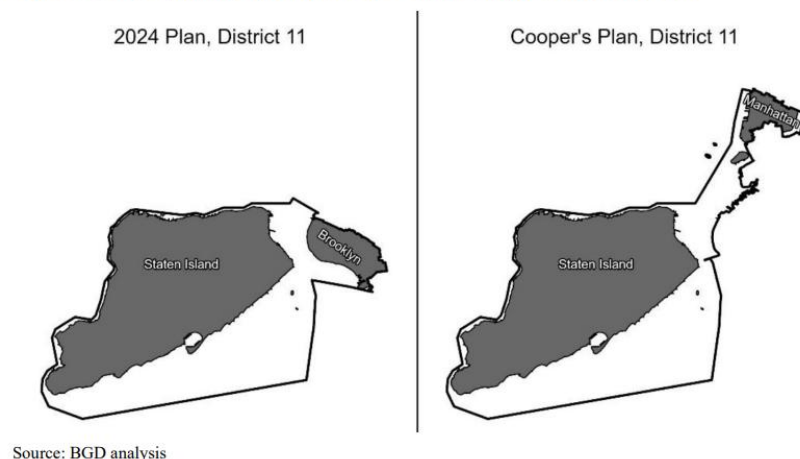 2024 Plan, District 11
Cooper's Plan, District 11
Manhattan
Brooklyn
Staten Island
Staten Island
Source: BGD analysis